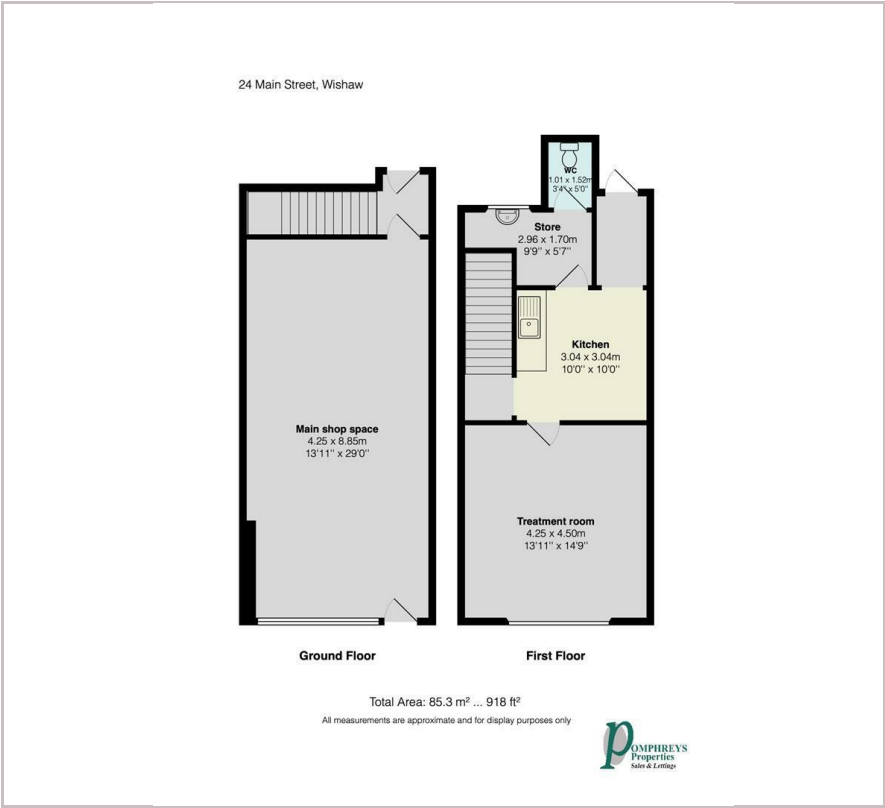 24 Main Street, Wishaw
WC
1.01 x 1.52m
3'4" x 5'0"
Store
2.96 x 1.70m
9'9" x 5'7"
Kitchen
3.04 x 3.04m
10'0" x 10'0"
Main shop space
4.25 x 8.85m
13'11" x 29'0"
Treatment room
4.25 x 4.50m
13'11" x 14'9"
Ground Floor
First Floor
Total Area: 85.3 m² ... 918 ft²
All measurements are approximate and for display purposes only
POMPHREYS
Properties
Sales & Lettings